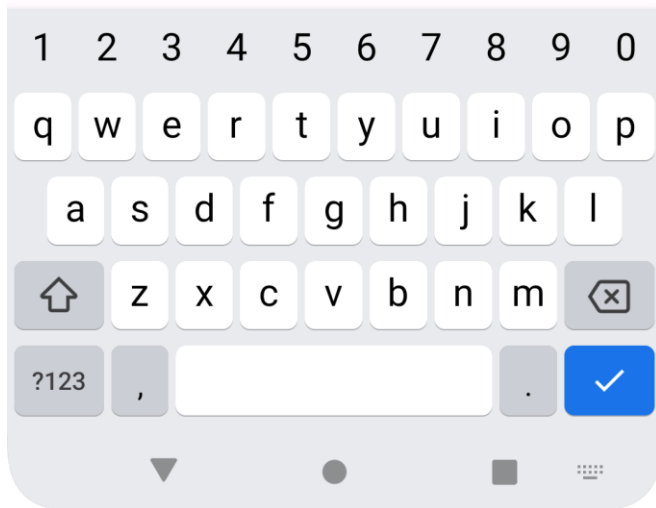 1 2 3 4 5 6 7 8 9 0
q w e r t y u i o p
a s d f g h j k l
z x c v b n m
?123 , .